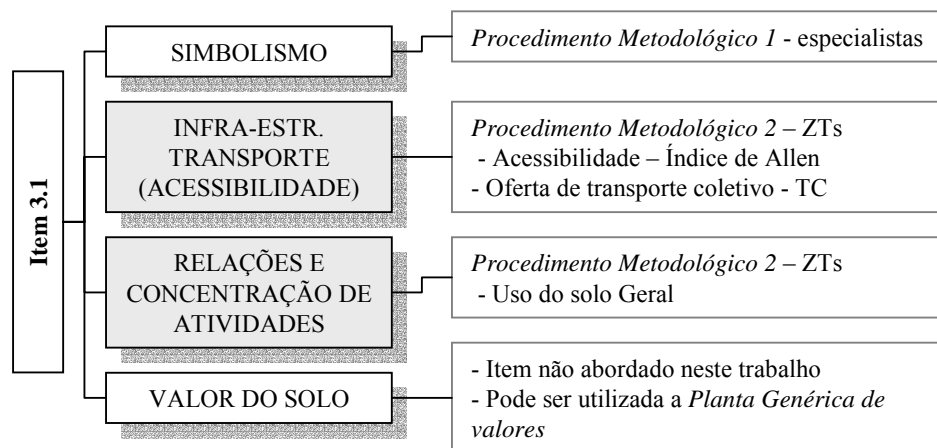 Item 3.1
SIMBOLISMO
Procedimento Metodológico 1 - especialistas
INFRA-ESTR.
TRANSPORTE
(ACESSIBILIDADE)
Procedimento Metodológico 2 – ZTs
- Acessibilidade – Índice de Allen
- Oferta de transporte coletivo - TC
RELAÇÕES E
CONCENTRAÇÃO DE
ATIVIDADES
Procedimento Metodológico 2 – ZTs
- Uso do solo Geral
VALOR DO SOLO
- Item não abordado neste trabalho
- Pode ser utilizada a Planta Genérica de
valores